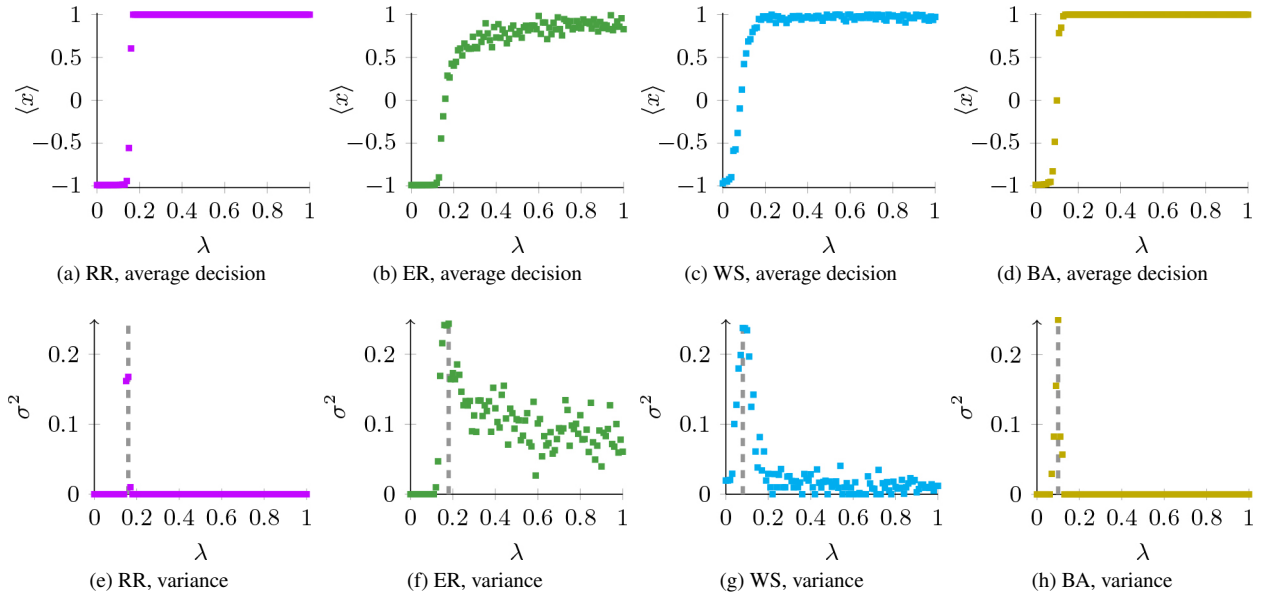 1
0.5
0
−0.5
−1
⟨x⟩
0 0.2 0.4 0.6 0.8 1
λ
(a) RR, average decision
1
0.5
0
−0.5
−1
⟨x⟩
0 0.2 0.4 0.6 0.8 1
λ
(b) ER, average decision
1
0.5
0
−0.5
−1
⟨x⟩
0 0.2 0.4 0.6 0.8 1
λ
(c) WS, average decision
1
0.5
0
−0.5
−1
⟨x⟩
0 0.2 0.4 0.6 0.8 1
λ
(d) BA, average decision
0.2
0.1
0
σ²
0 0.2 0.4 0.6 0.8 1
λ
(e) RR, variance
0.2
0.1
0
σ²
0 0.2 0.4 0.6 0.8 1
λ
(f) ER, variance
0.2
0.1
0
σ²
0 0.2 0.4 0.6 0.8 1
λ
(g) WS, variance
0.2
0.1
0
σ²
0 0.2 0.4 0.6 0.8 1
λ
(h) BA, variance